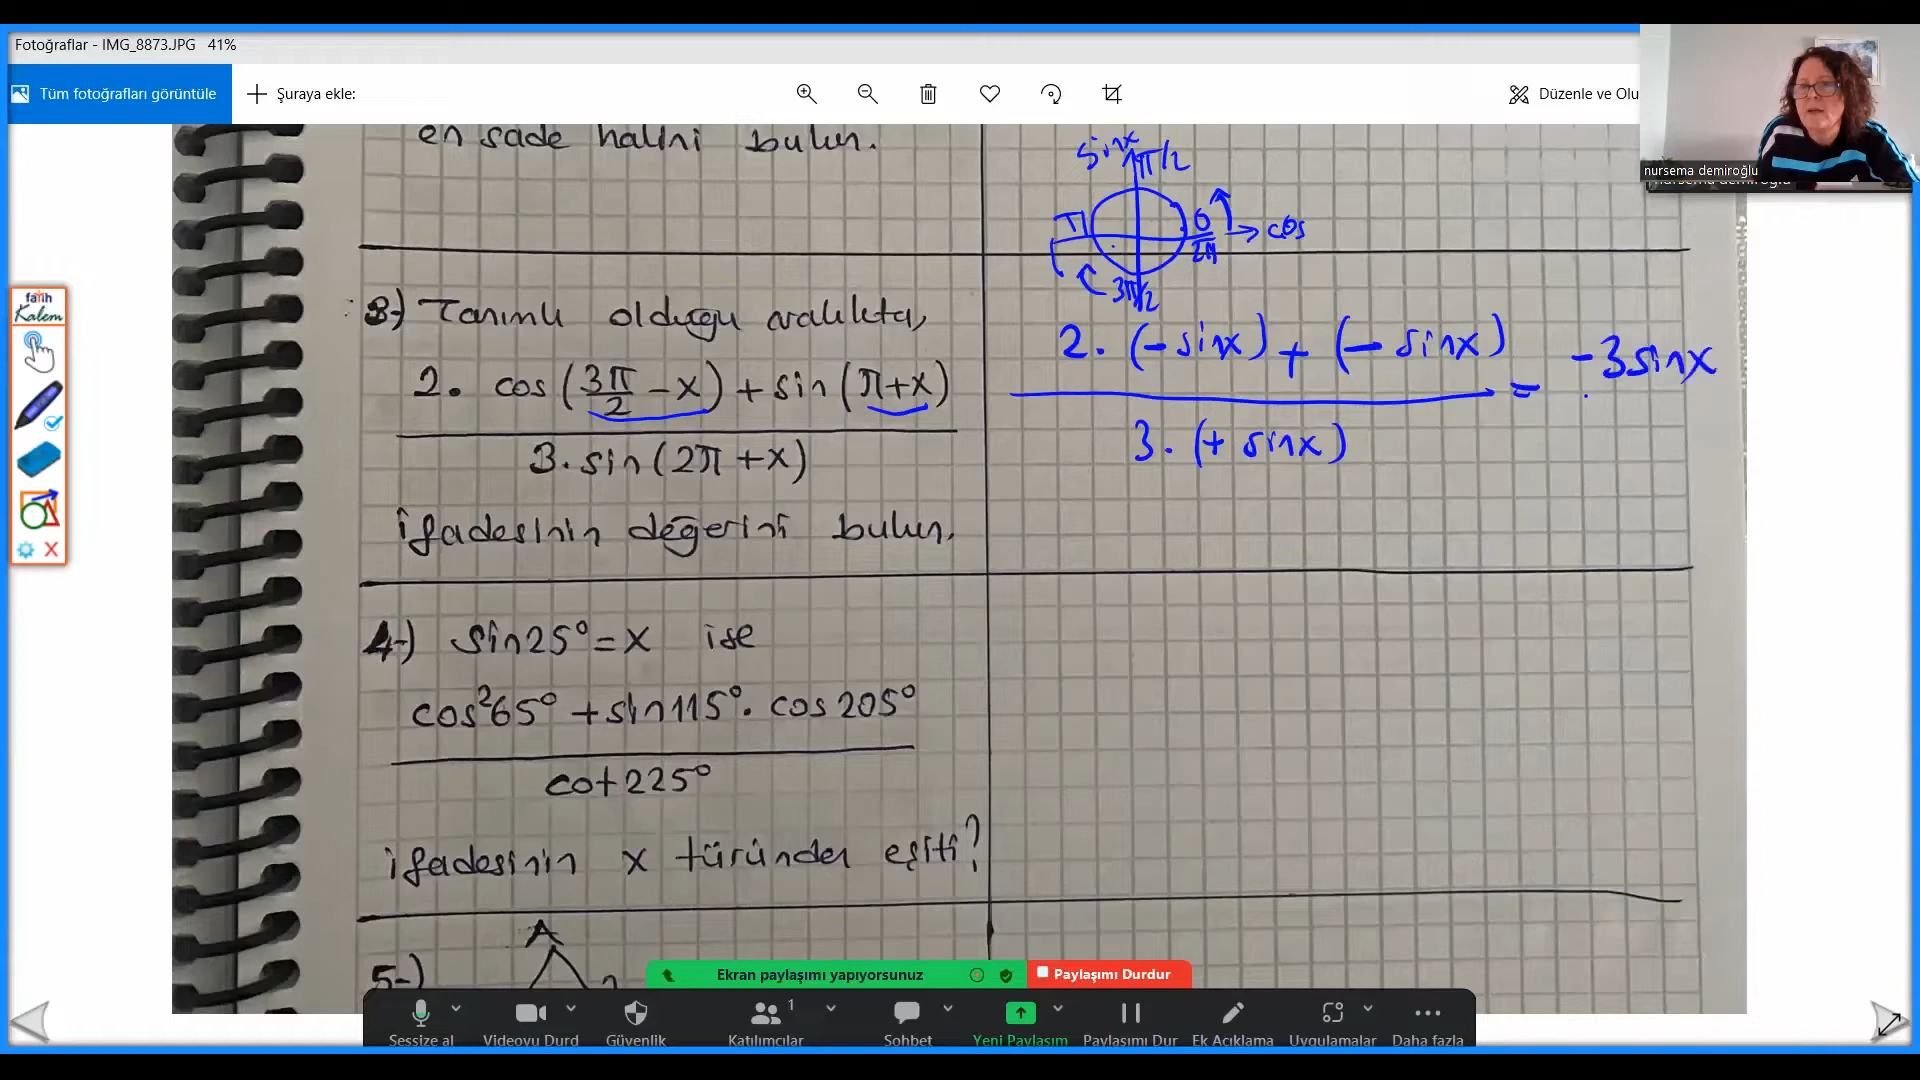 Fotoğraflar - IMG_8873.JPG 41%
Tüm fotoğrafları görüntüle
Şuraya ekle:
Düzenle ve Olu
nursema demiroğlu
en sade halini bulun.
sinx
π/2
π
0
2π
cos
3π/2
fatih
Kalem
3-) Tanımlı olduğu aralıkta,
2. cos(3π/2 - x) + sin(π+x)
3. sin(2π +x)
ifadesinin değerini bulun.
2. (- sinx) + (- sinx)
3. (+ sinx)
= -3sinx
4-) sin25° = x ise
cos²65° + sin115°. cos205°
cot225°
ifadesinin x türünden eşiti?
5-)
A
Ekran paylaşımı yapıyorsunuz
Paylaşımı Durdur
Sessize al
Videoyu Durd
Güvenlik
1
Katılımcılar
Sohbet
Yeni Paylaşım
Paylaşımı Dur
Ek Açıklama
Uygulamalar
Daha fazla